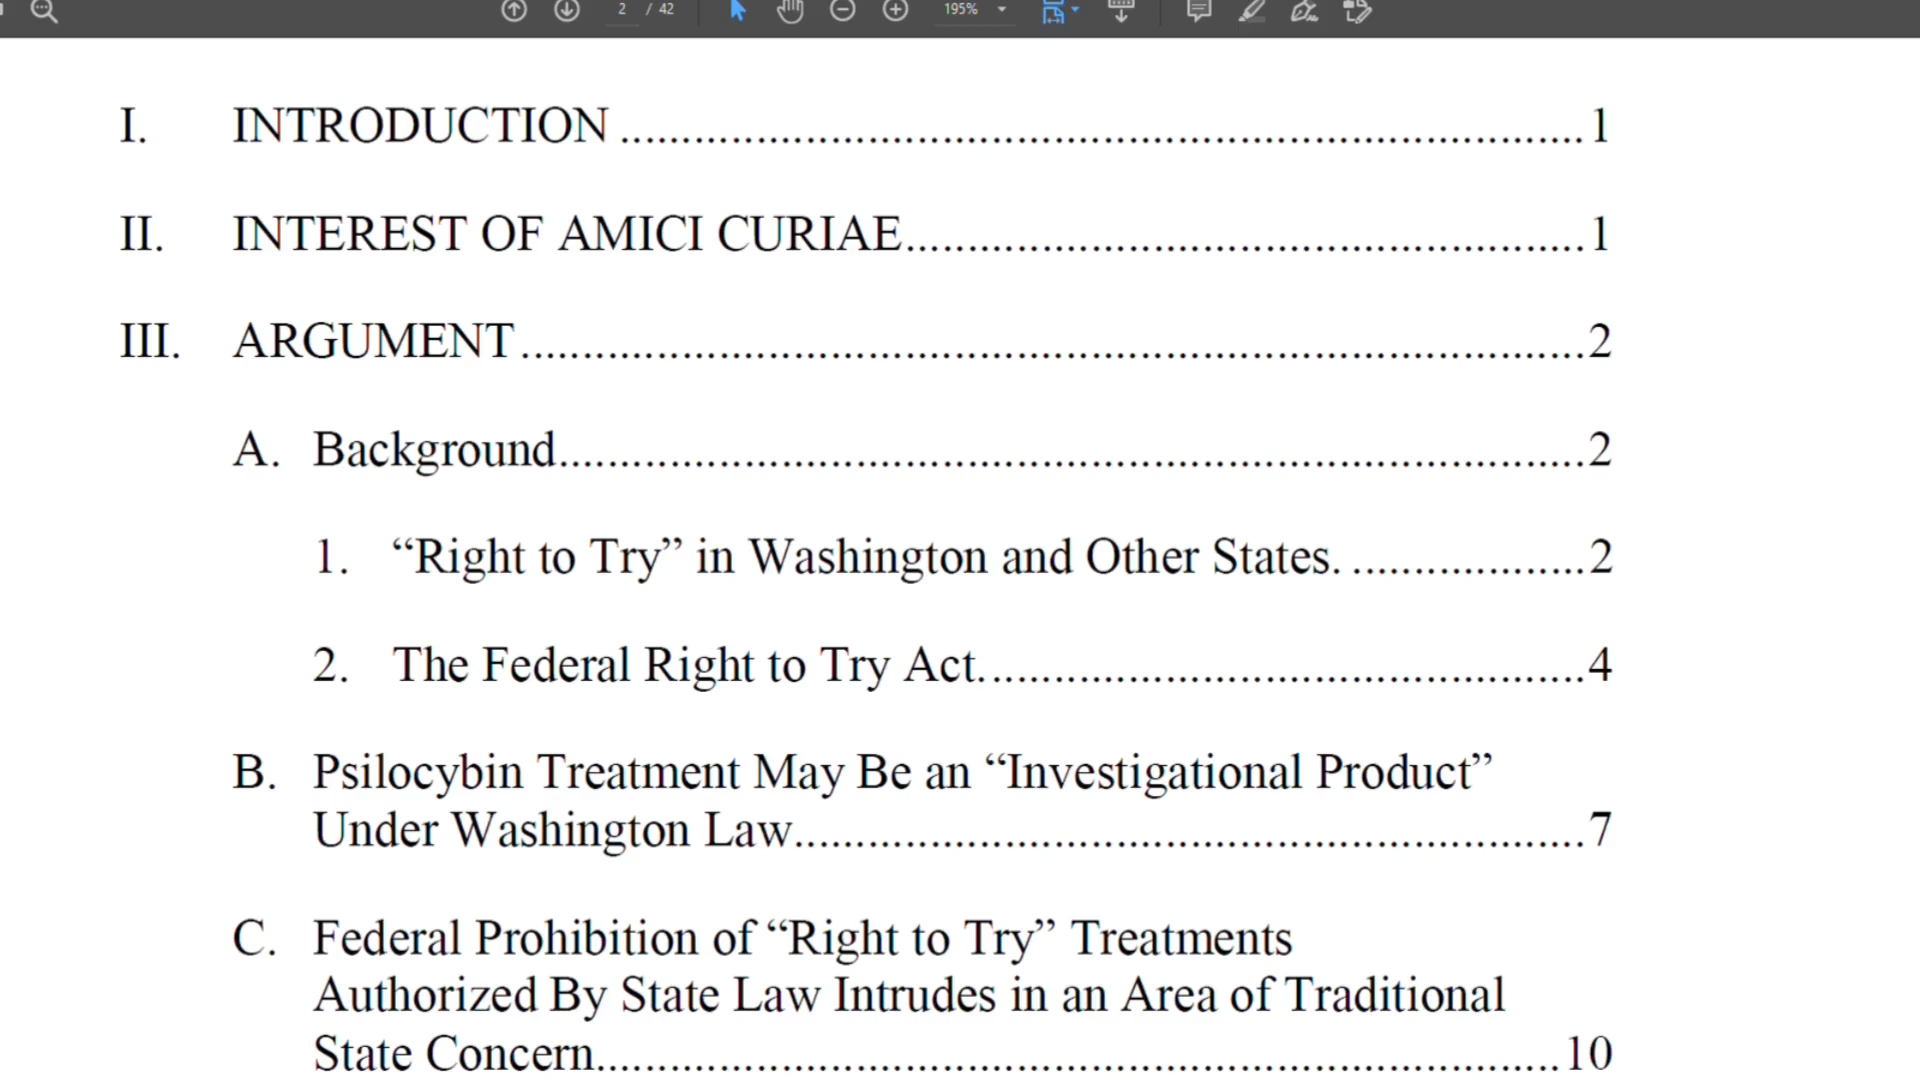 2 / 42 195%
I. INTRODUCTION ............................................................................... 1
II. INTEREST OF AMICI CURIAE........................................................ 1
III. ARGUMENT.......................................................................................2
A. Background....................................................................................2
1. “Right to Try” in Washington and Other States. ...................2
2. The Federal Right to Try Act.................................................4
B. Psilocybin Treatment May Be an “Investigational Product”
Under Washington Law.................................................................7
C. Federal Prohibition of “Right to Try” Treatments
Authorized By State Law Intrudes in an Area of Traditional
State Concern...............................................................................10